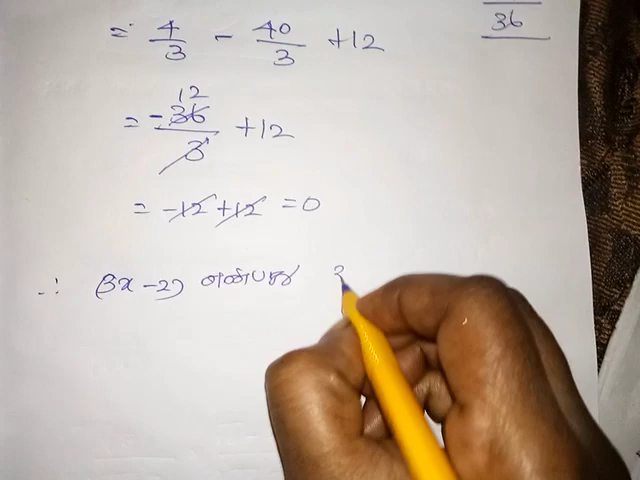 36
= 4/3 - 40/3 + 12
= -36/3 + 12
12
= -12 + 12 = 0
∴ (3x - 2) என்பது